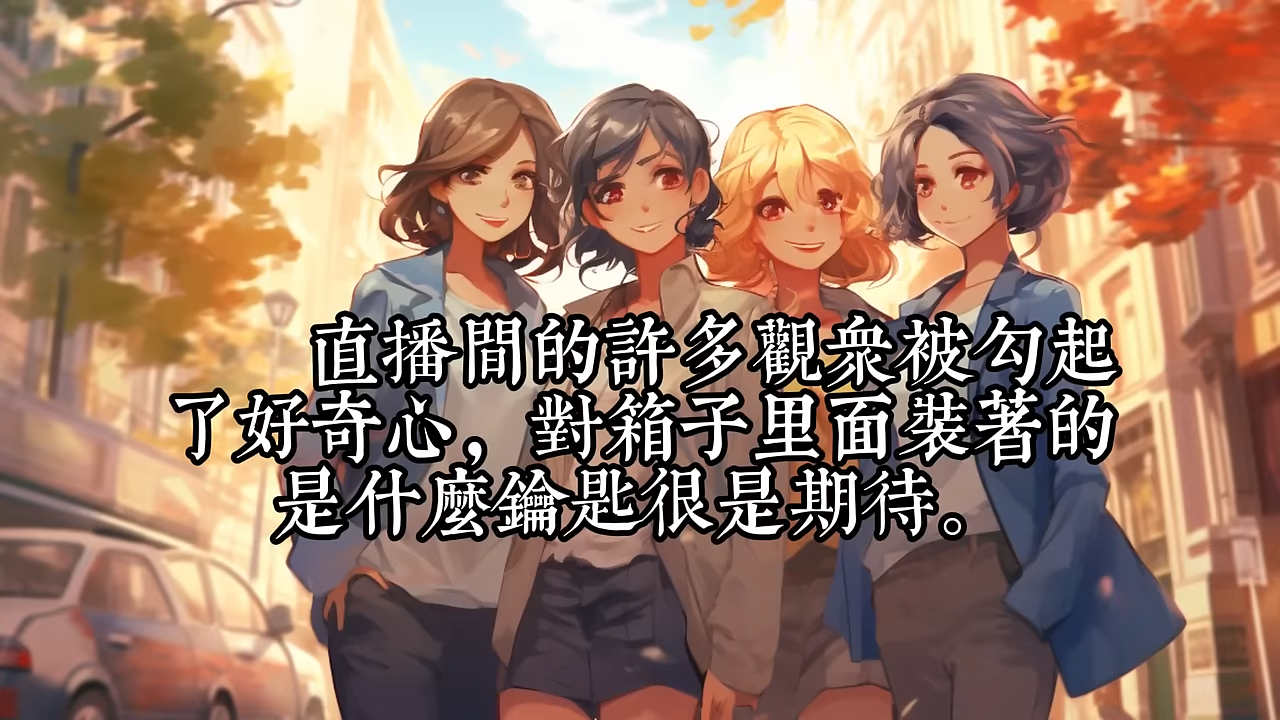 直播間的許多觀衆被勾起
了好奇心，對箱子里面裝著的
是什麼鑰匙很是期待。